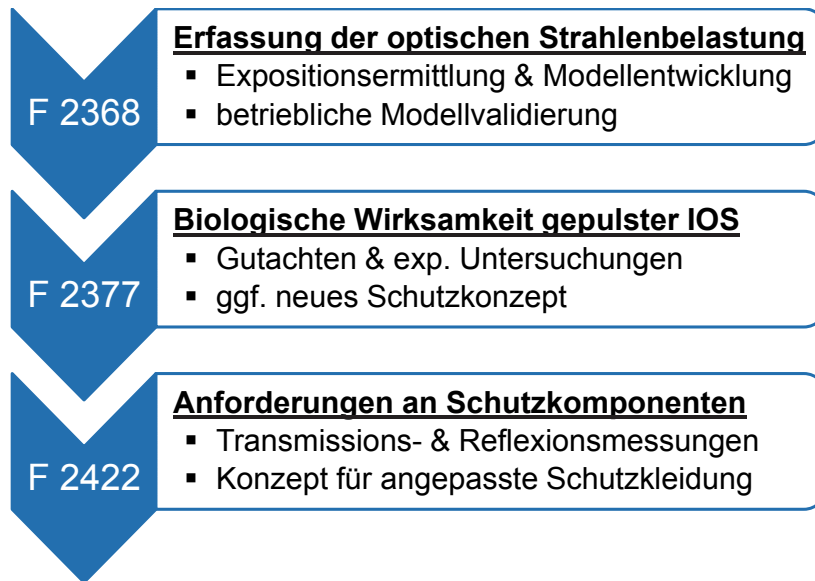 F 2368
Erfassung der optischen Strahlenbelastung
▪ Expositionsermittlung & Modellentwicklung
▪ betriebliche Modellvalidierung
F 2377
Biologische Wirksamkeit gepulster IOS
▪ Gutachten & exp. Untersuchungen
▪ ggf. neues Schutzkonzept
F 2422
Anforderungen an Schutzkomponenten
▪ Transmissions- & Reflexionsmessungen
▪ Konzept für angepasste Schutzkleidung